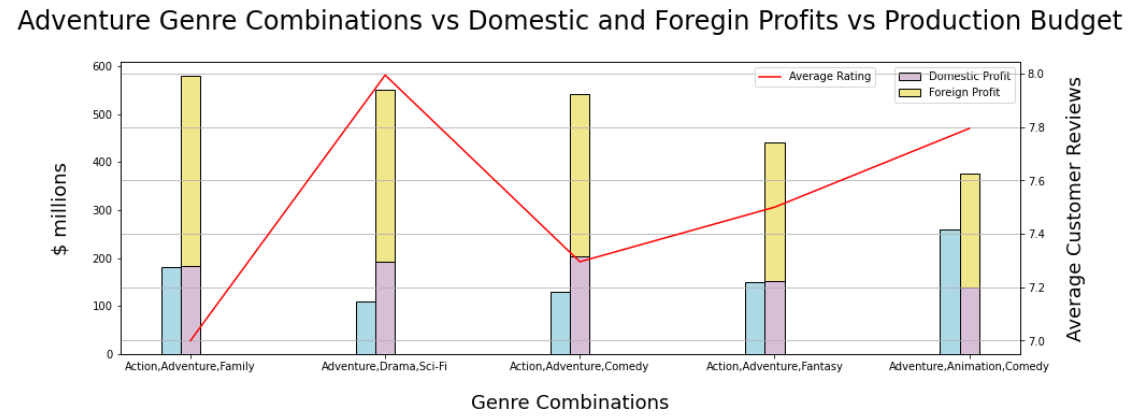 Adventure Genre Combinations vs Domestic and Foregin Profits vs Production Budget
600
500
400
300
200
100
0
$ millions
Average Rating
Domestic Profit
Foreign Profit
8.0
7.8
7.6
7.4
7.2
7.0
Average Customer Reviews
Action,Adventure,Family
Adventure,Drama,Sci-Fi
Action,Adventure,Comedy
Action,Adventure,Fantasy
Adventure,Animation,Comedy
Genre Combinations